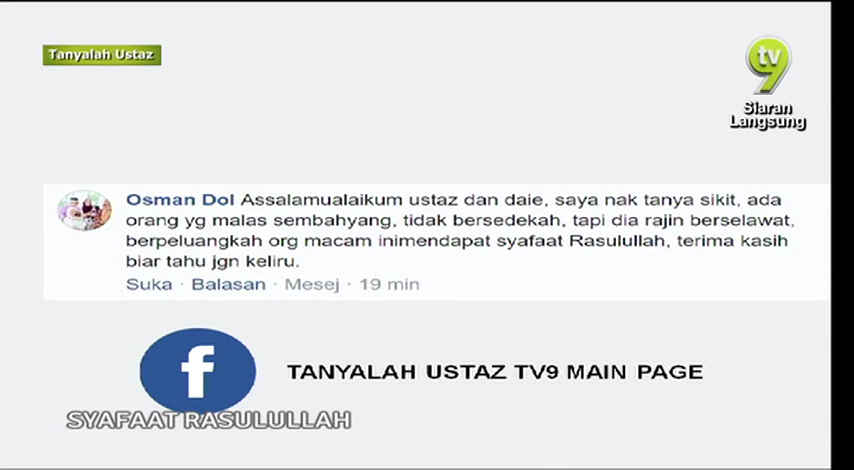 Tanyalah Ustaz
tv
9
Siaran
Langsung
Osman Dol Assalamualaikum ustaz dan daie, saya nak tanya sikit, ada
orang yg malas sembahyang, tidak bersedekah, tapi dia rajin berselawat,
berpeluangkah org macam inimendapat syafaat Rasulullah, terima kasih
biar tahu jgn keliru.
Suka · Balasan · Mesej · 19 min
f
TANYALAH USTAZ TV9 MAIN PAGE
SYAFAAT RASULULLAH